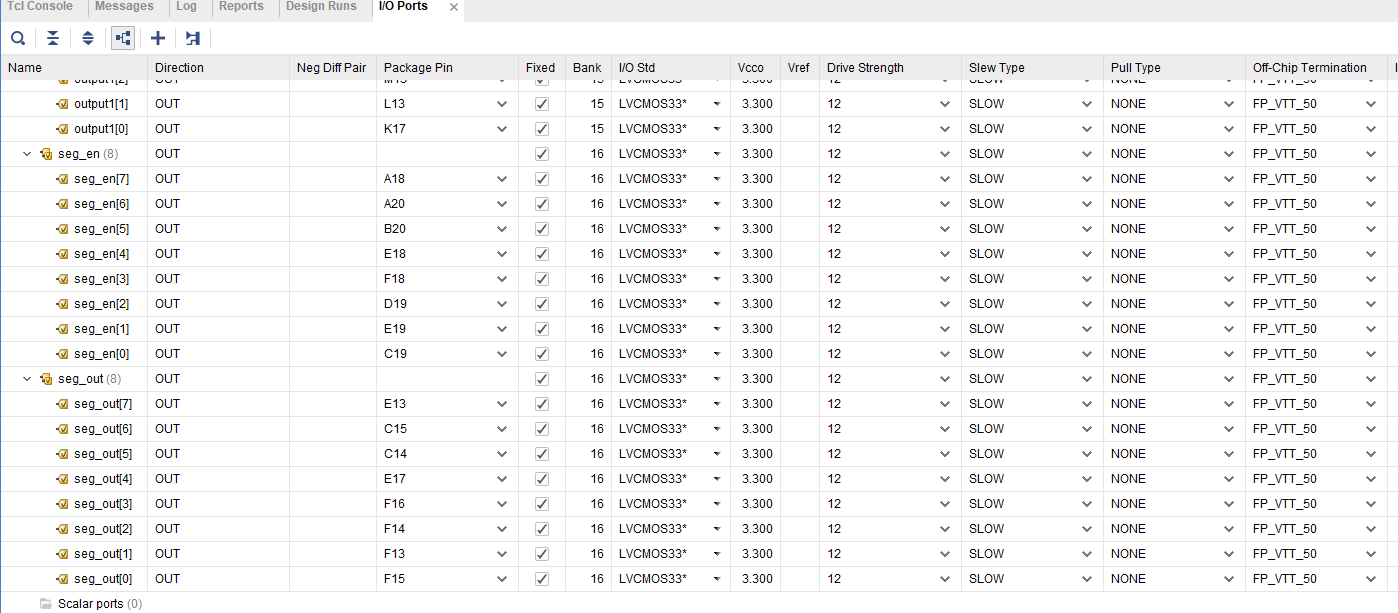 Tcl Console Messages Log Reports Design Runs I/O Ports
Name Direction Neg Diff Pair Package Pin Fixed Bank I/O Std Vcco Vref Drive Strength Slew Type Pull Type Off-Chip Termination
output1[2] OUT M15 15 LVCMOS33* 3.300 12 SLOW NONE FP_VTT_50
output1[1] OUT L13 15 LVCMOS33* 3.300 12 SLOW NONE FP_VTT_50
output1[0] OUT K17 15 LVCMOS33* 3.300 12 SLOW NONE FP_VTT_50
seg_en (8) OUT 16 LVCMOS33* 3.300 12 SLOW NONE FP_VTT_50
seg_en[7] OUT A18 16 LVCMOS33* 3.300 12 SLOW NONE FP_VTT_50
seg_en[6] OUT A20 16 LVCMOS33* 3.300 12 SLOW NONE FP_VTT_50
seg_en[5] OUT B20 16 LVCMOS33* 3.300 12 SLOW NONE FP_VTT_50
seg_en[4] OUT E18 16 LVCMOS33* 3.300 12 SLOW NONE FP_VTT_50
seg_en[3] OUT F18 16 LVCMOS33* 3.300 12 SLOW NONE FP_VTT_50
seg_en[2] OUT D19 16 LVCMOS33* 3.300 12 SLOW NONE FP_VTT_50
seg_en[1] OUT E19 16 LVCMOS33* 3.300 12 SLOW NONE FP_VTT_50
seg_en[0] OUT C19 16 LVCMOS33* 3.300 12 SLOW NONE FP_VTT_50
seg_out (8) OUT 16 LVCMOS33* 3.300 12 SLOW NONE FP_VTT_50
seg_out[7] OUT E13 16 LVCMOS33* 3.300 12 SLOW NONE FP_VTT_50
seg_out[6] OUT C15 16 LVCMOS33* 3.300 12 SLOW NONE FP_VTT_50
seg_out[5] OUT C14 16 LVCMOS33* 3.300 12 SLOW NONE FP_VTT_50
seg_out[4] OUT E17 16 LVCMOS33* 3.300 12 SLOW NONE FP_VTT_50
seg_out[3] OUT F16 16 LVCMOS33* 3.300 12 SLOW NONE FP_VTT_50
seg_out[2] OUT F14 16 LVCMOS33* 3.300 12 SLOW NONE FP_VTT_50
seg_out[1] OUT F13 16 LVCMOS33* 3.300 12 SLOW NONE FP_VTT_50
seg_out[0] OUT F15 16 LVCMOS33* 3.300 12 SLOW NONE FP_VTT_50
Scalar ports (0)